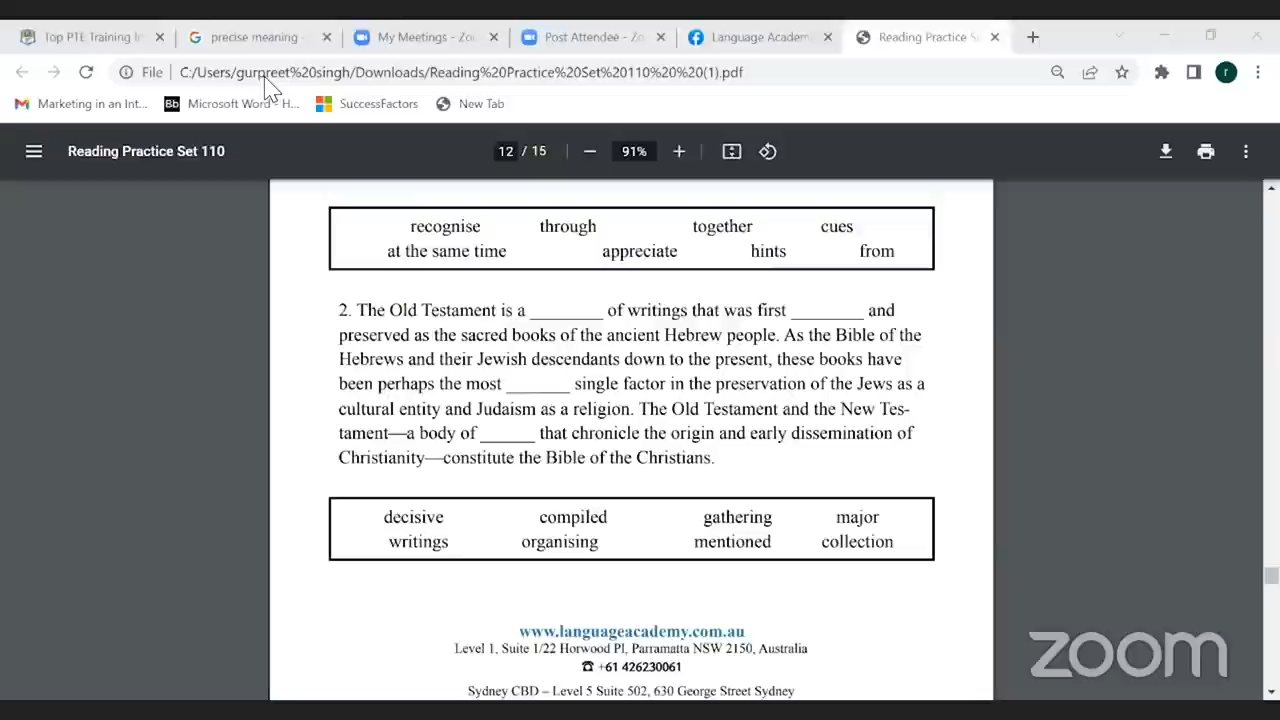 Top PTE Training In
precise meaning -
My Meetings - Zoo
Post Attendee - Zo
Language Academ
Reading Practice S
File
C:/Users/gurpreet%20singh/Downloads/Reading%20Practice%20Set%20110%20%20(1).pdf
r
Marketing in an Int...
Bb
Microsoft Word - H...
SuccessFactors
New Tab
Reading Practice Set 110
12 / 15
91%
recognise through together cues
at the same time appreciate hints from
2. The Old Testament is a ________ of writings that was first ________ and
preserved as the sacred books of the ancient Hebrew people. As the Bible of the
Hebrews and their Jewish descendants down to the present, these books have
been perhaps the most _______ single factor in the preservation of the Jews as a
cultural entity and Judaism as a religion. The Old Testament and the New Tes-
tament—a body of ______ that chronicle the origin and early dissemination of
Christianity—constitute the Bible of the Christians.
decisive compiled gathering major
writings organising mentioned collection
www.languageacademy.com.au
Level 1, Suite 1/22 Horwood Pl, Parramatta NSW 2150, Australia
☎ +61 426230061
Sydney CBD – Level 5 Suite 502, 630 George Street Sydney
zoom